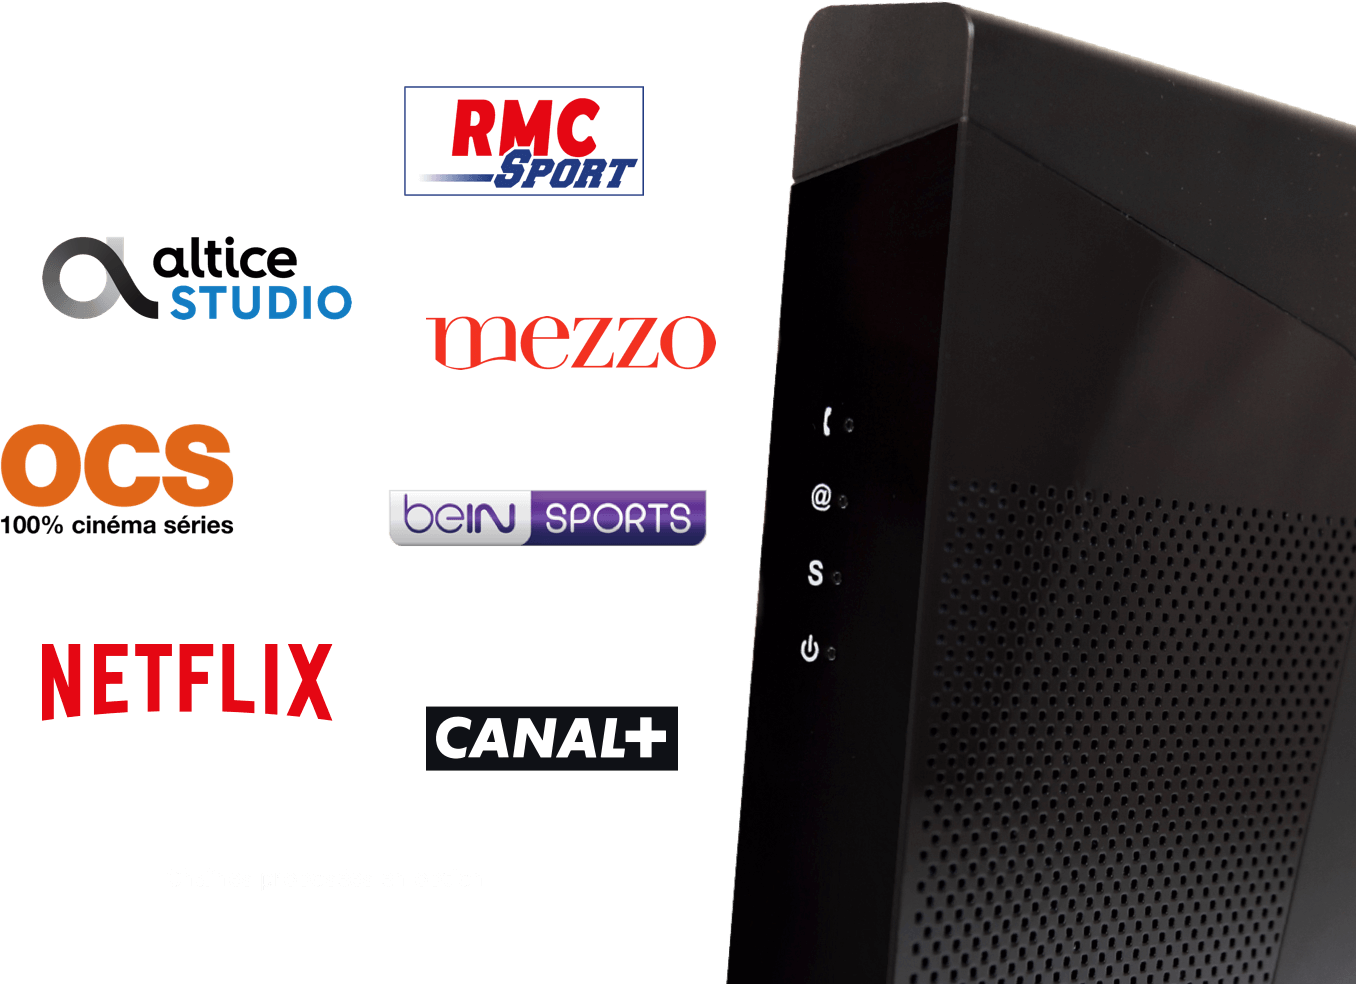 RMC
SPORT
altice
STUDIO
mezzo
OCS
100% cinéma séries
beIN SPORTS
NETFLIX
CANAL+
@
S